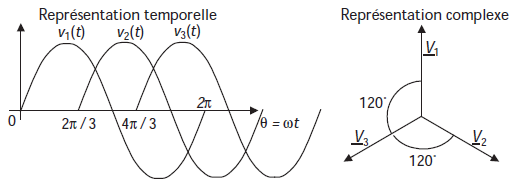 Représentation temporelle
v₁(t) v₂(t) v₃(t)
0 2π / 3 4π / 3 2π θ = ωt
Représentation complexe
V₁
120°
V₃ V₂
120°